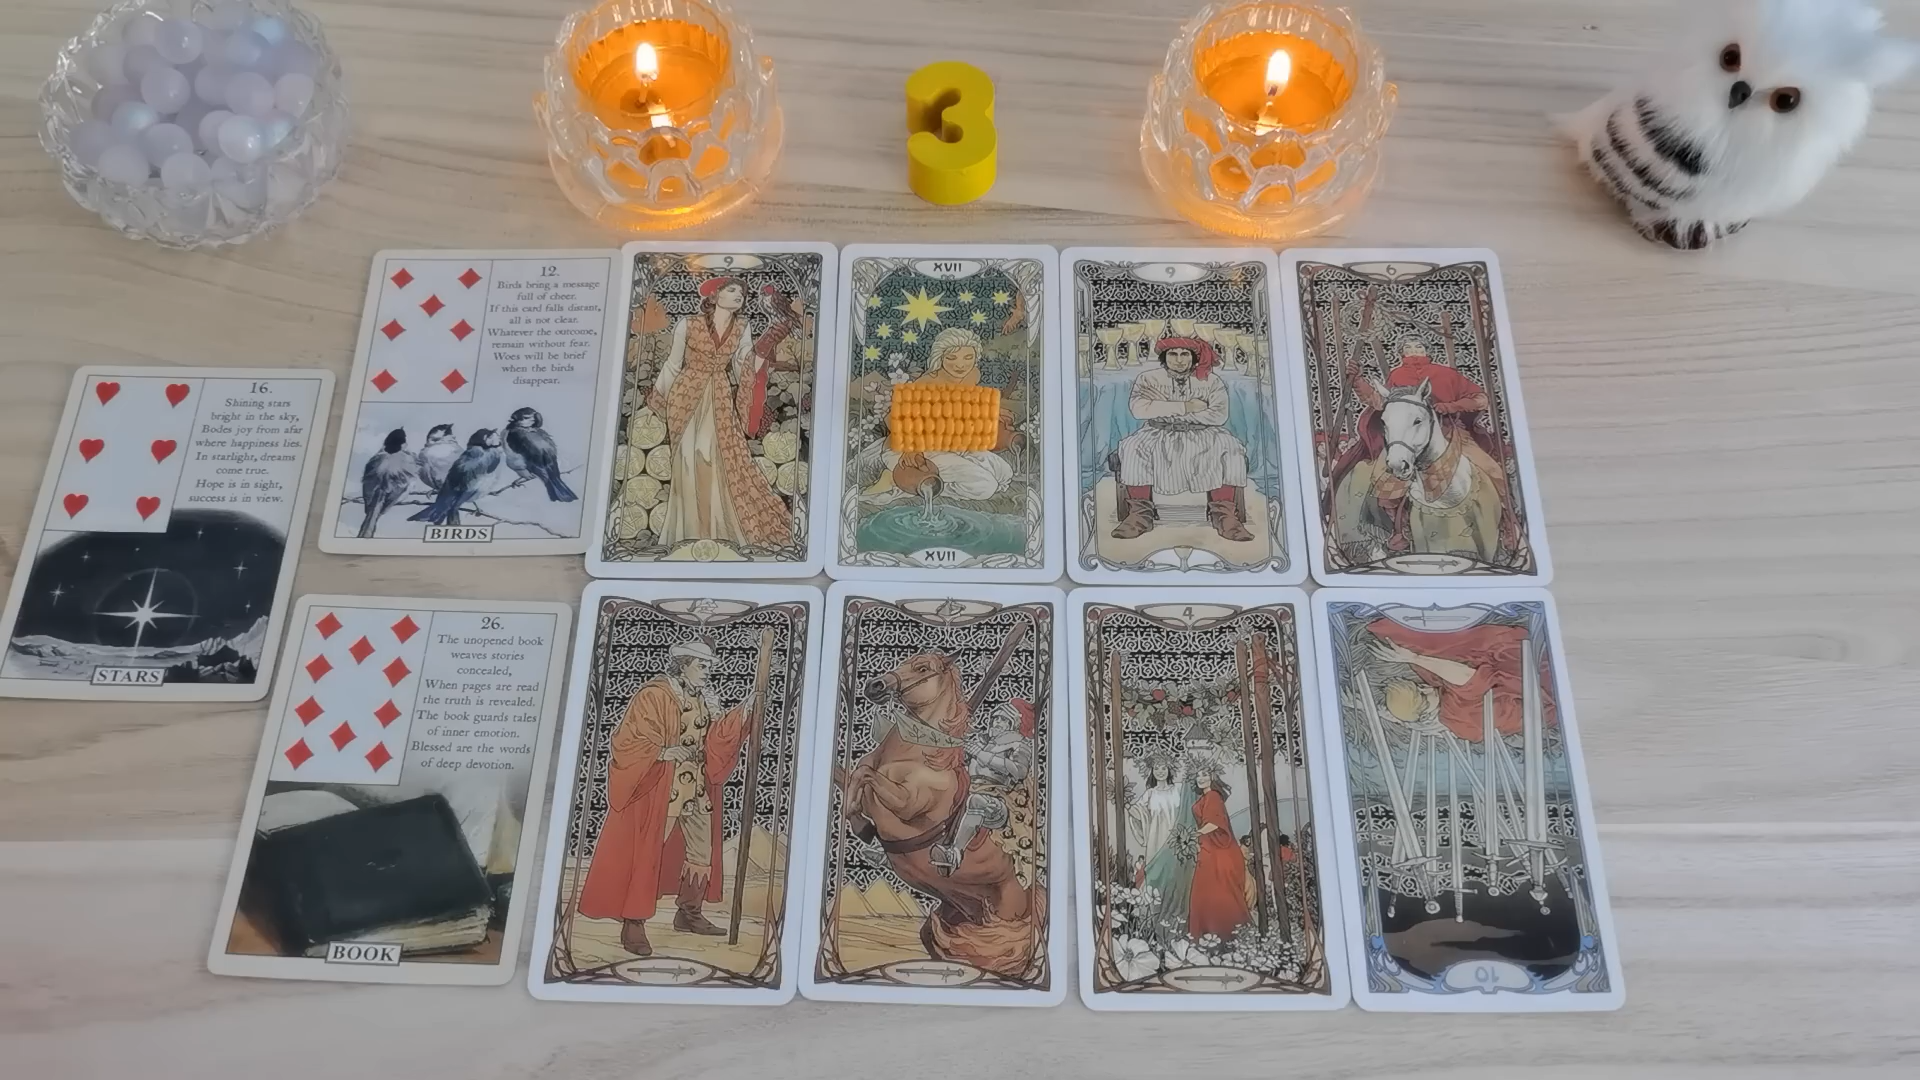 3
12.
Birds bring a message
full of cheer.
If this card falls distant,
all is not clear.
Whatever the outcome,
remain without fear.
Woes will be brief
when the birds
disappear.
BIRDS
9
XVII
XVII
9
6
16.
Shining stars
bright in the sky,
Bodes joy from afar
where happiness lies.
In starlight, dreams
come true.
Hope is in sight,
success is in view.
STARS
26.
The unopened book
weaves stories
concealed,
When pages are read
the truth is revealed.
The book guards tales
of inner emotion.
Blessed are the words
of deep devotion.
BOOK
4
10